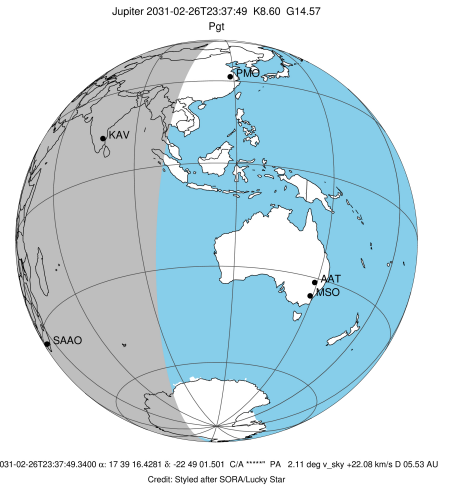 Jupiter 2031-02-26T23:37:49 K8.60 G14.57
Pgt
PMO
KAV
AAT
MSO
SAAO
031-02-26T23:37:49.3400 α: 17 39 16.4281 δ: -22 49 01.501 C/A *****" PA 2.11 deg v_sky +22.08 km/s D 05.53 AU
Credit: Styled after SORA/Lucky Star